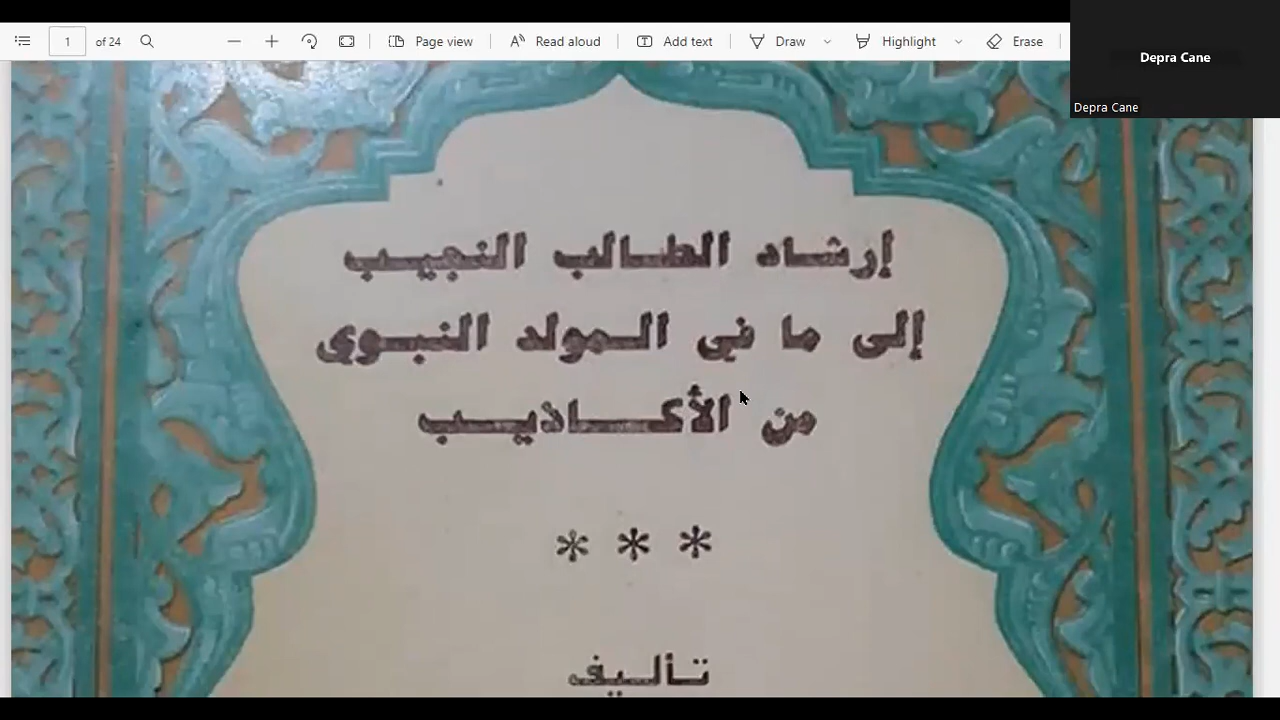 1 of 24
Page view
Read aloud
Add text
Draw
Highlight
Erase
Depra Cane
Depra Cane
إرشاد الطالب النجيب
إلى ما في المولد النبوي
من الأكاذيب
* * *
تأليف